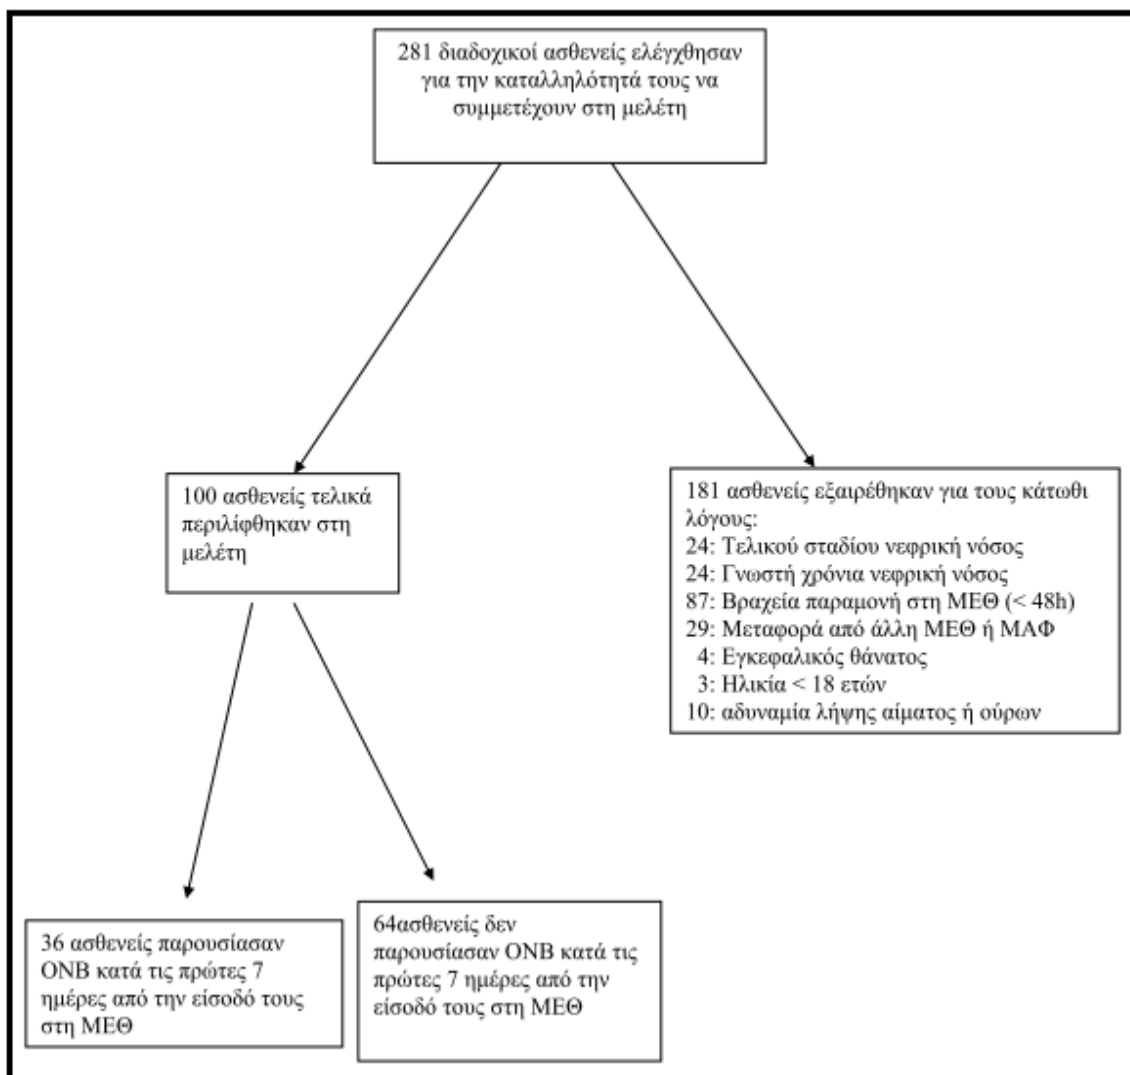 281 διαδοχικοί ασθενείς ελέγχθησαν
για την καταλληλότητά τους να
συμμετέχουν στη μελέτη
100 ασθενείς τελικά
περιλίφθηκαν στη
μελέτη
181 ασθενείς εξαιρέθηκαν για τους κάτωθι
λόγους:
24: Τελικού σταδίου νεφρική νόσος
24: Γνωστή χρόνια νεφρική νόσος
87: Βραχεία παραμονή στη ΜΕΘ (< 48h)
29: Μεταφορά από άλλη ΜΕΘ ή ΜΑΦ
4: Εγκεφαλικός θάνατος
3: Ηλικία < 18 ετών
10: αδυναμία λήψης αίματος ή ούρων
36 ασθενείς παρουσίασαν
ΟΝΒ κατά τις πρώτες 7
ημέρες από την είσοδό τους
στη ΜΕΘ
64ασθενείς δεν
παρουσίασαν ΟΝΒ κατά τις
πρώτες 7 ημέρες από την
είσοδό τους στη ΜΕΘ